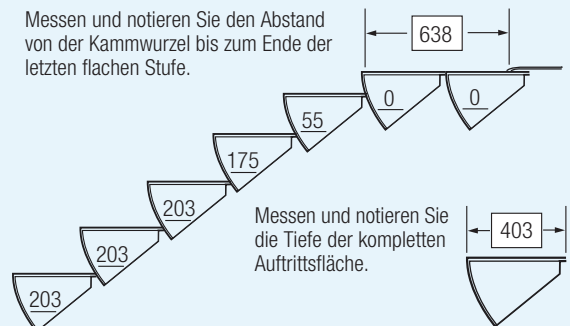 Messen und notieren Sie den Abstand
von der Kammwurzel bis zum Ende der
letzten flachen Stufe.
638
0 0
55
175
203
203
203
Messen und notieren Sie
die Tiefe der kompletten
Auftrittsfläche.
403